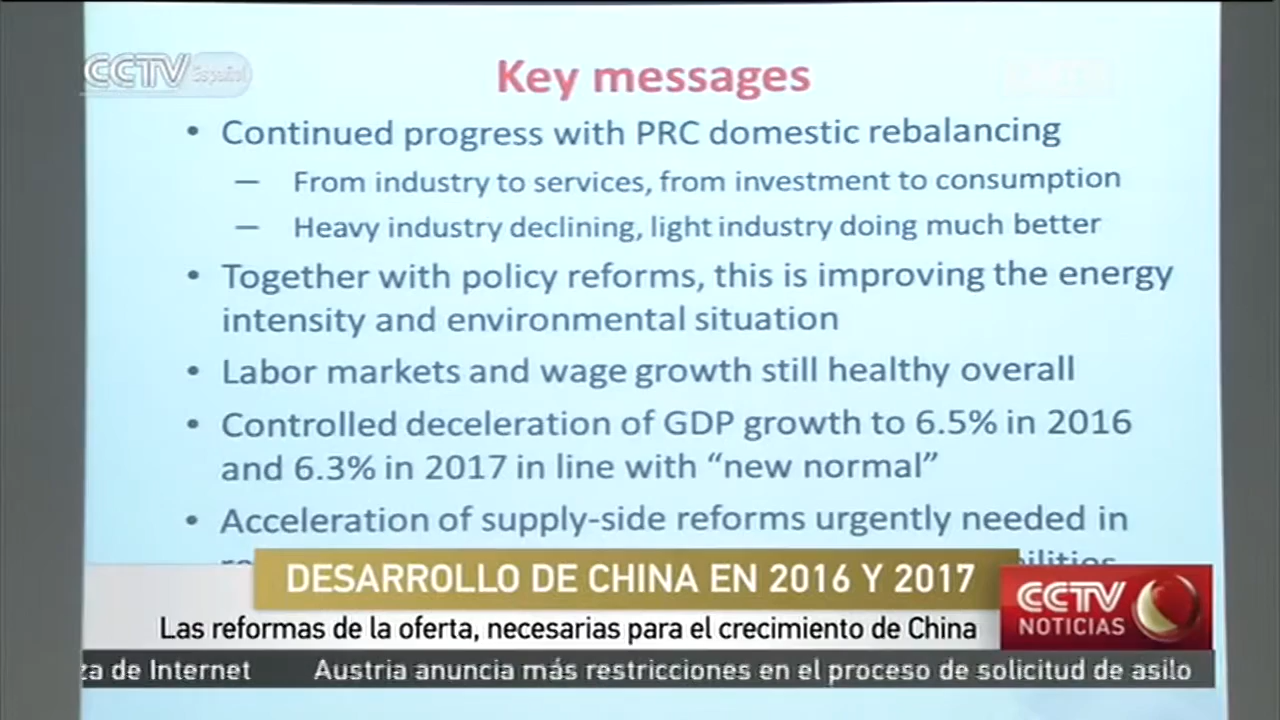 CCTV Español
Key messages
• Continued progress with PRC domestic rebalancing
— From industry to services, from investment to consumption
— Heavy industry declining, light industry doing much better
• Together with policy reforms, this is improving the energy
intensity and environmental situation
• Labor markets and wage growth still healthy overall
• Controlled deceleration of GDP growth to 6.5% in 2016
and 6.3% in 2017 in line with “new normal”
• Acceleration of supply-side reforms urgently needed in
DESARROLLO DE CHINA EN 2016 Y 2017
Las reformas de la oferta, necesarias para el crecimiento de China
CCTV
NOTICIAS
za de Internet Austria anuncia más restricciones en el proceso de solicitud de asilo